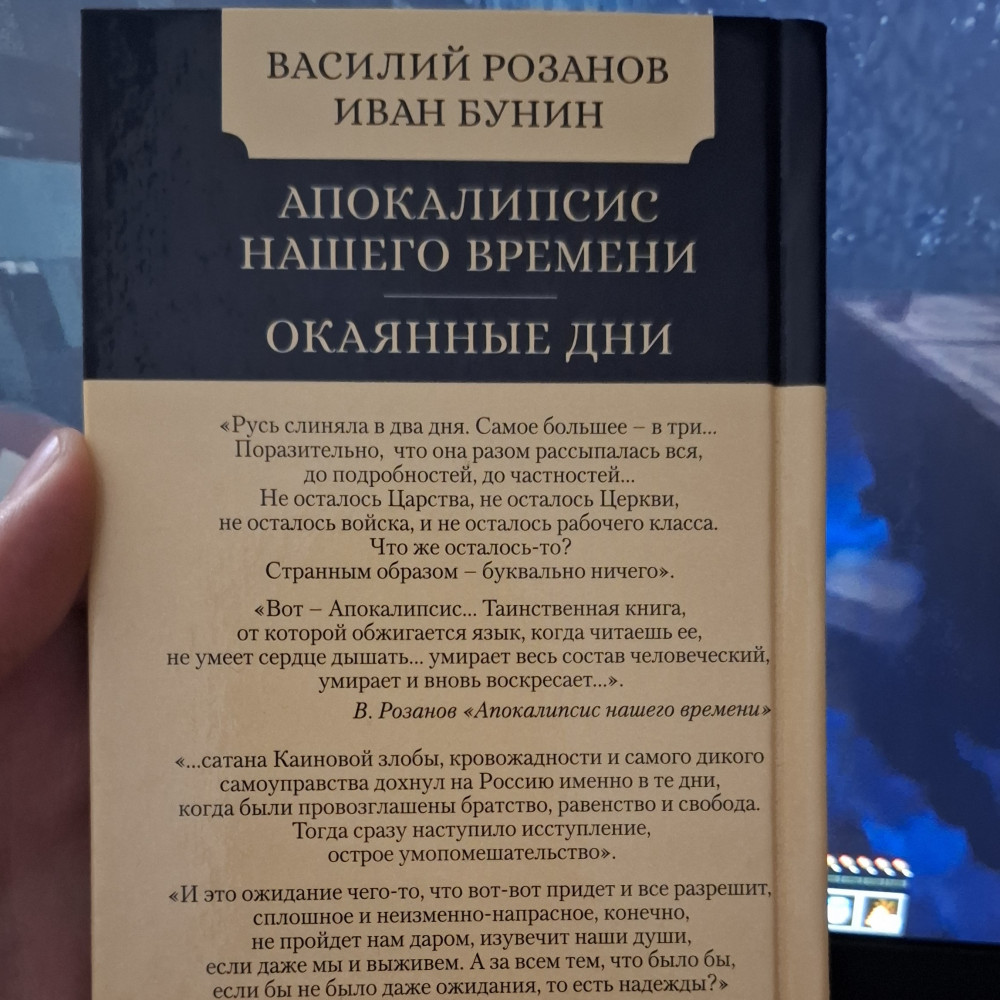 ВАСИЛИЙ РОЗАНОВ
ИВАН БУНИН
АПОКАЛИПСИС
НАШЕГО ВРЕМЕНИ
ОКАЯННЫЕ ДНИ
«Русь слиняла в два дня. Самое большее – в три...
Поразительно, что она разом рассыпалась вся,
до подробностей, до частностей...
Не осталось Царства, не осталось Церкви,
не осталось войска, и не осталось рабочего класса.
Что же осталось-то?
Странным образом – буквально ничего».
«Вот – Апокалипсис... Таинственная книга,
от которой обжигается язык, когда читаешь ее,
не умеет сердце дышать... умирает весь состав человеческий,
умирает и вновь воскресает...».
В. Розанов «Апокалипсис нашего времени»
«...сатана Каиновой злобы, кровожадности и самого дикого
самоуправства дохнул на Россию именно в те дни,
когда были провозглашены братство, равенство и свобода.
Тогда сразу наступило исступление,
острое умопомешательство».
«И это ожидание чего-то, что вот-вот придет и все разрешит,
сплошное и неизменно-напрасное, конечно,
не пройдет нам даром, изувечит наши души,
если даже мы и выживем. А за всем тем, что было бы,
если бы не было даже ожидания, то есть надежды?»